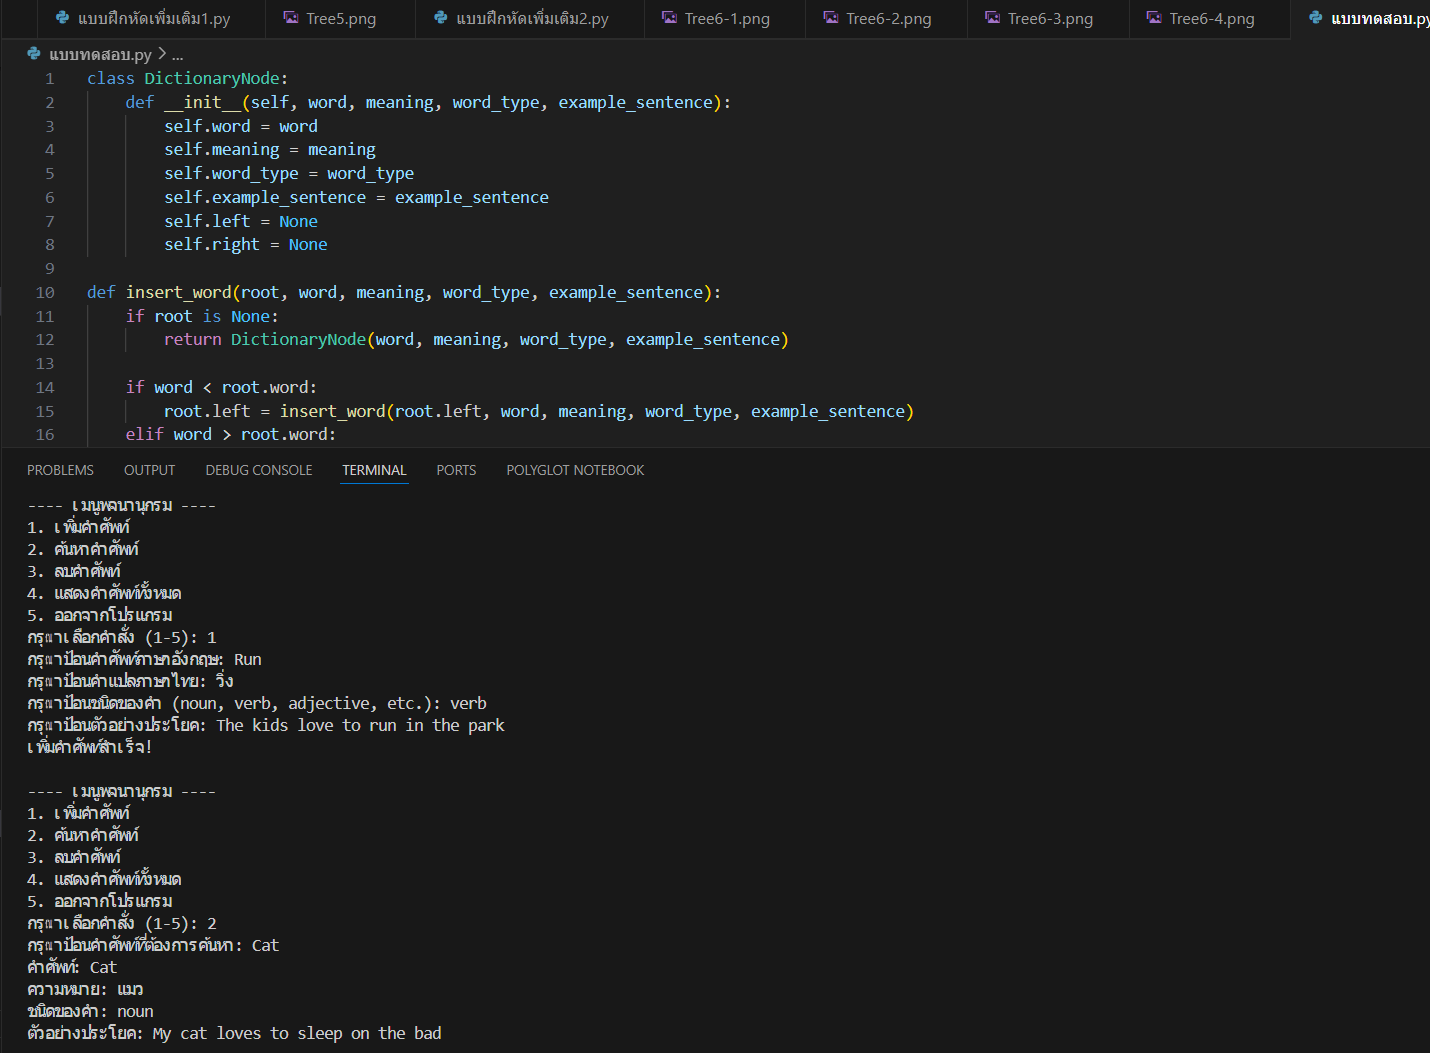 แบบฝึกหัดเพิ่มเติม1.py
Tree5.png
แบบฝึกหัดเพิ่มเติม2.py
Tree6-1.png
Tree6-2.png
Tree6-3.png
Tree6-4.png
แบบทดสอบ.py
แบบทดสอบ.py > ...
1 class DictionaryNode:
2 def __init__(self, word, meaning, word_type, example_sentence):
3 self.word = word
4 self.meaning = meaning
5 self.word_type = word_type
6 self.example_sentence = example_sentence
7 self.left = None
8 self.right = None
9
10 def insert_word(root, word, meaning, word_type, example_sentence):
11 if root is None:
12 return DictionaryNode(word, meaning, word_type, example_sentence)
13
14 if word < root.word:
15 root.left = insert_word(root.left, word, meaning, word_type, example_sentence)
16 elif word > root.word:
PROBLEMS OUTPUT DEBUG CONSOLE TERMINAL PORTS POLYGLOT NOTEBOOK
---- เมนูพจนานุกรม ----
1. เพิ่มคำศัพท์
2. ค้นหาคำศัพท์
3. ลบคำศัพท์
4. แสดงคำศัพท์ทั้งหมด
5. ออกจากโปรแกรม
กรุณาเลือกคำสั่ง (1-5): 1
กรุณาป้อนคำศัพท์ภาษาอังกฤษ: Run
กรุณาป้อนคำแปลภาษาไทย: วิ่ง
กรุณาป้อนชนิดของคำ (noun, verb, adjective, etc.): verb
กรุณาป้อนตัวอย่างประโยค: The kids love to run in the park
เพิ่มคำศัพท์สำเร็จ!
---- เมนูพจนานุกรม ----
1. เพิ่มคำศัพท์
2. ค้นหาคำศัพท์
3. ลบคำศัพท์
4. แสดงคำศัพท์ทั้งหมด
5. ออกจากโปรแกรม
กรุณาเลือกคำสั่ง (1-5): 2
กรุณาป้อนคำศัพท์ที่ต้องการค้นหา: Cat
คำศัพท์: Cat
ความหมาย: แมว
ชนิดของคำ: noun
ตัวอย่างประโยค: My cat loves to sleep on the bad